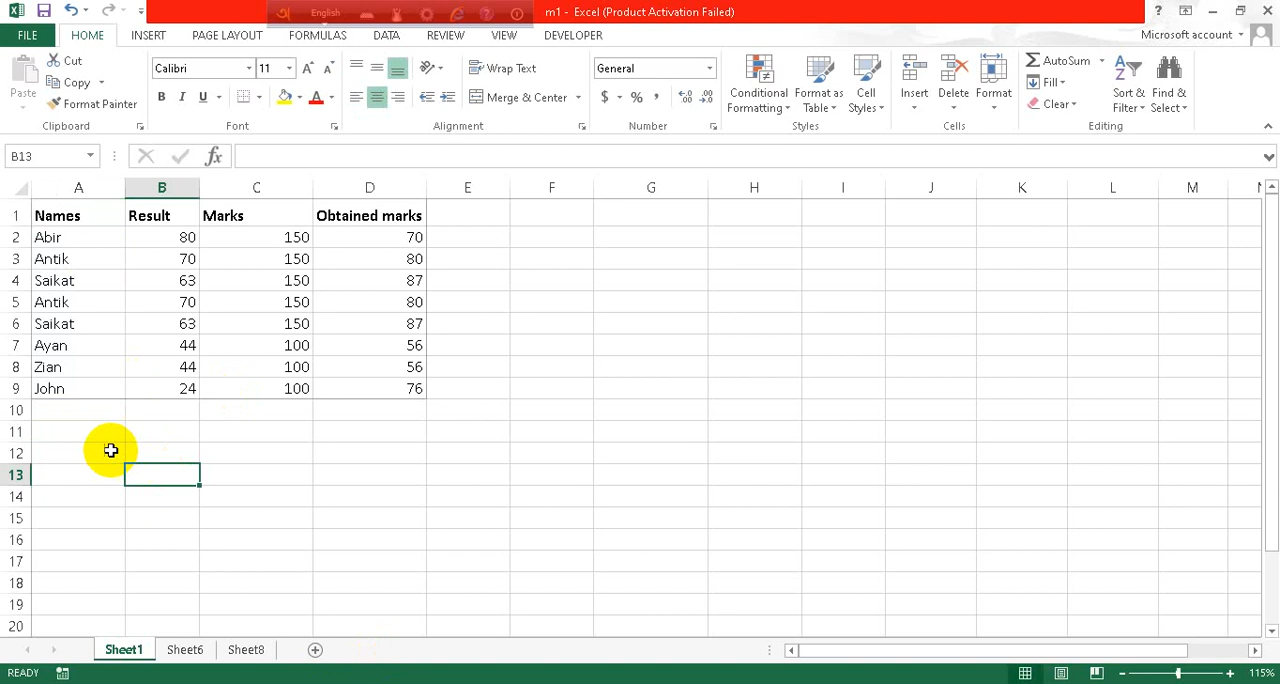 English
m1 - Excel (Product Activation Failed)
FILE HOME INSERT PAGE LAYOUT FORMULAS DATA REVIEW VIEW DEVELOPER Microsoft account
Paste Cut Copy Format Painter Clipboard
Calibri 11 B I U A Font
Wrap Text Merge & Center Alignment
General $ % , Number
Conditional Formatting Format as Table Cell Styles Styles
Insert Delete Format Cells
AutoSum Fill Clear Sort & Filter Find & Select Editing
B13 fx
A B C D E F G H I J K L M
1 Names Result Marks Obtained marks
2 Abir 80 150 70
3 Antik 70 150 80
4 Saikat 63 150 87
5 Antik 70 150 80
6 Saikat 63 150 87
7 Ayan 44 100 56
8 Zian 44 100 56
9 John 24 100 76
10
11
12
13
14
15
16
17
18
19
20
Sheet1 Sheet6 Sheet8
READY 115%